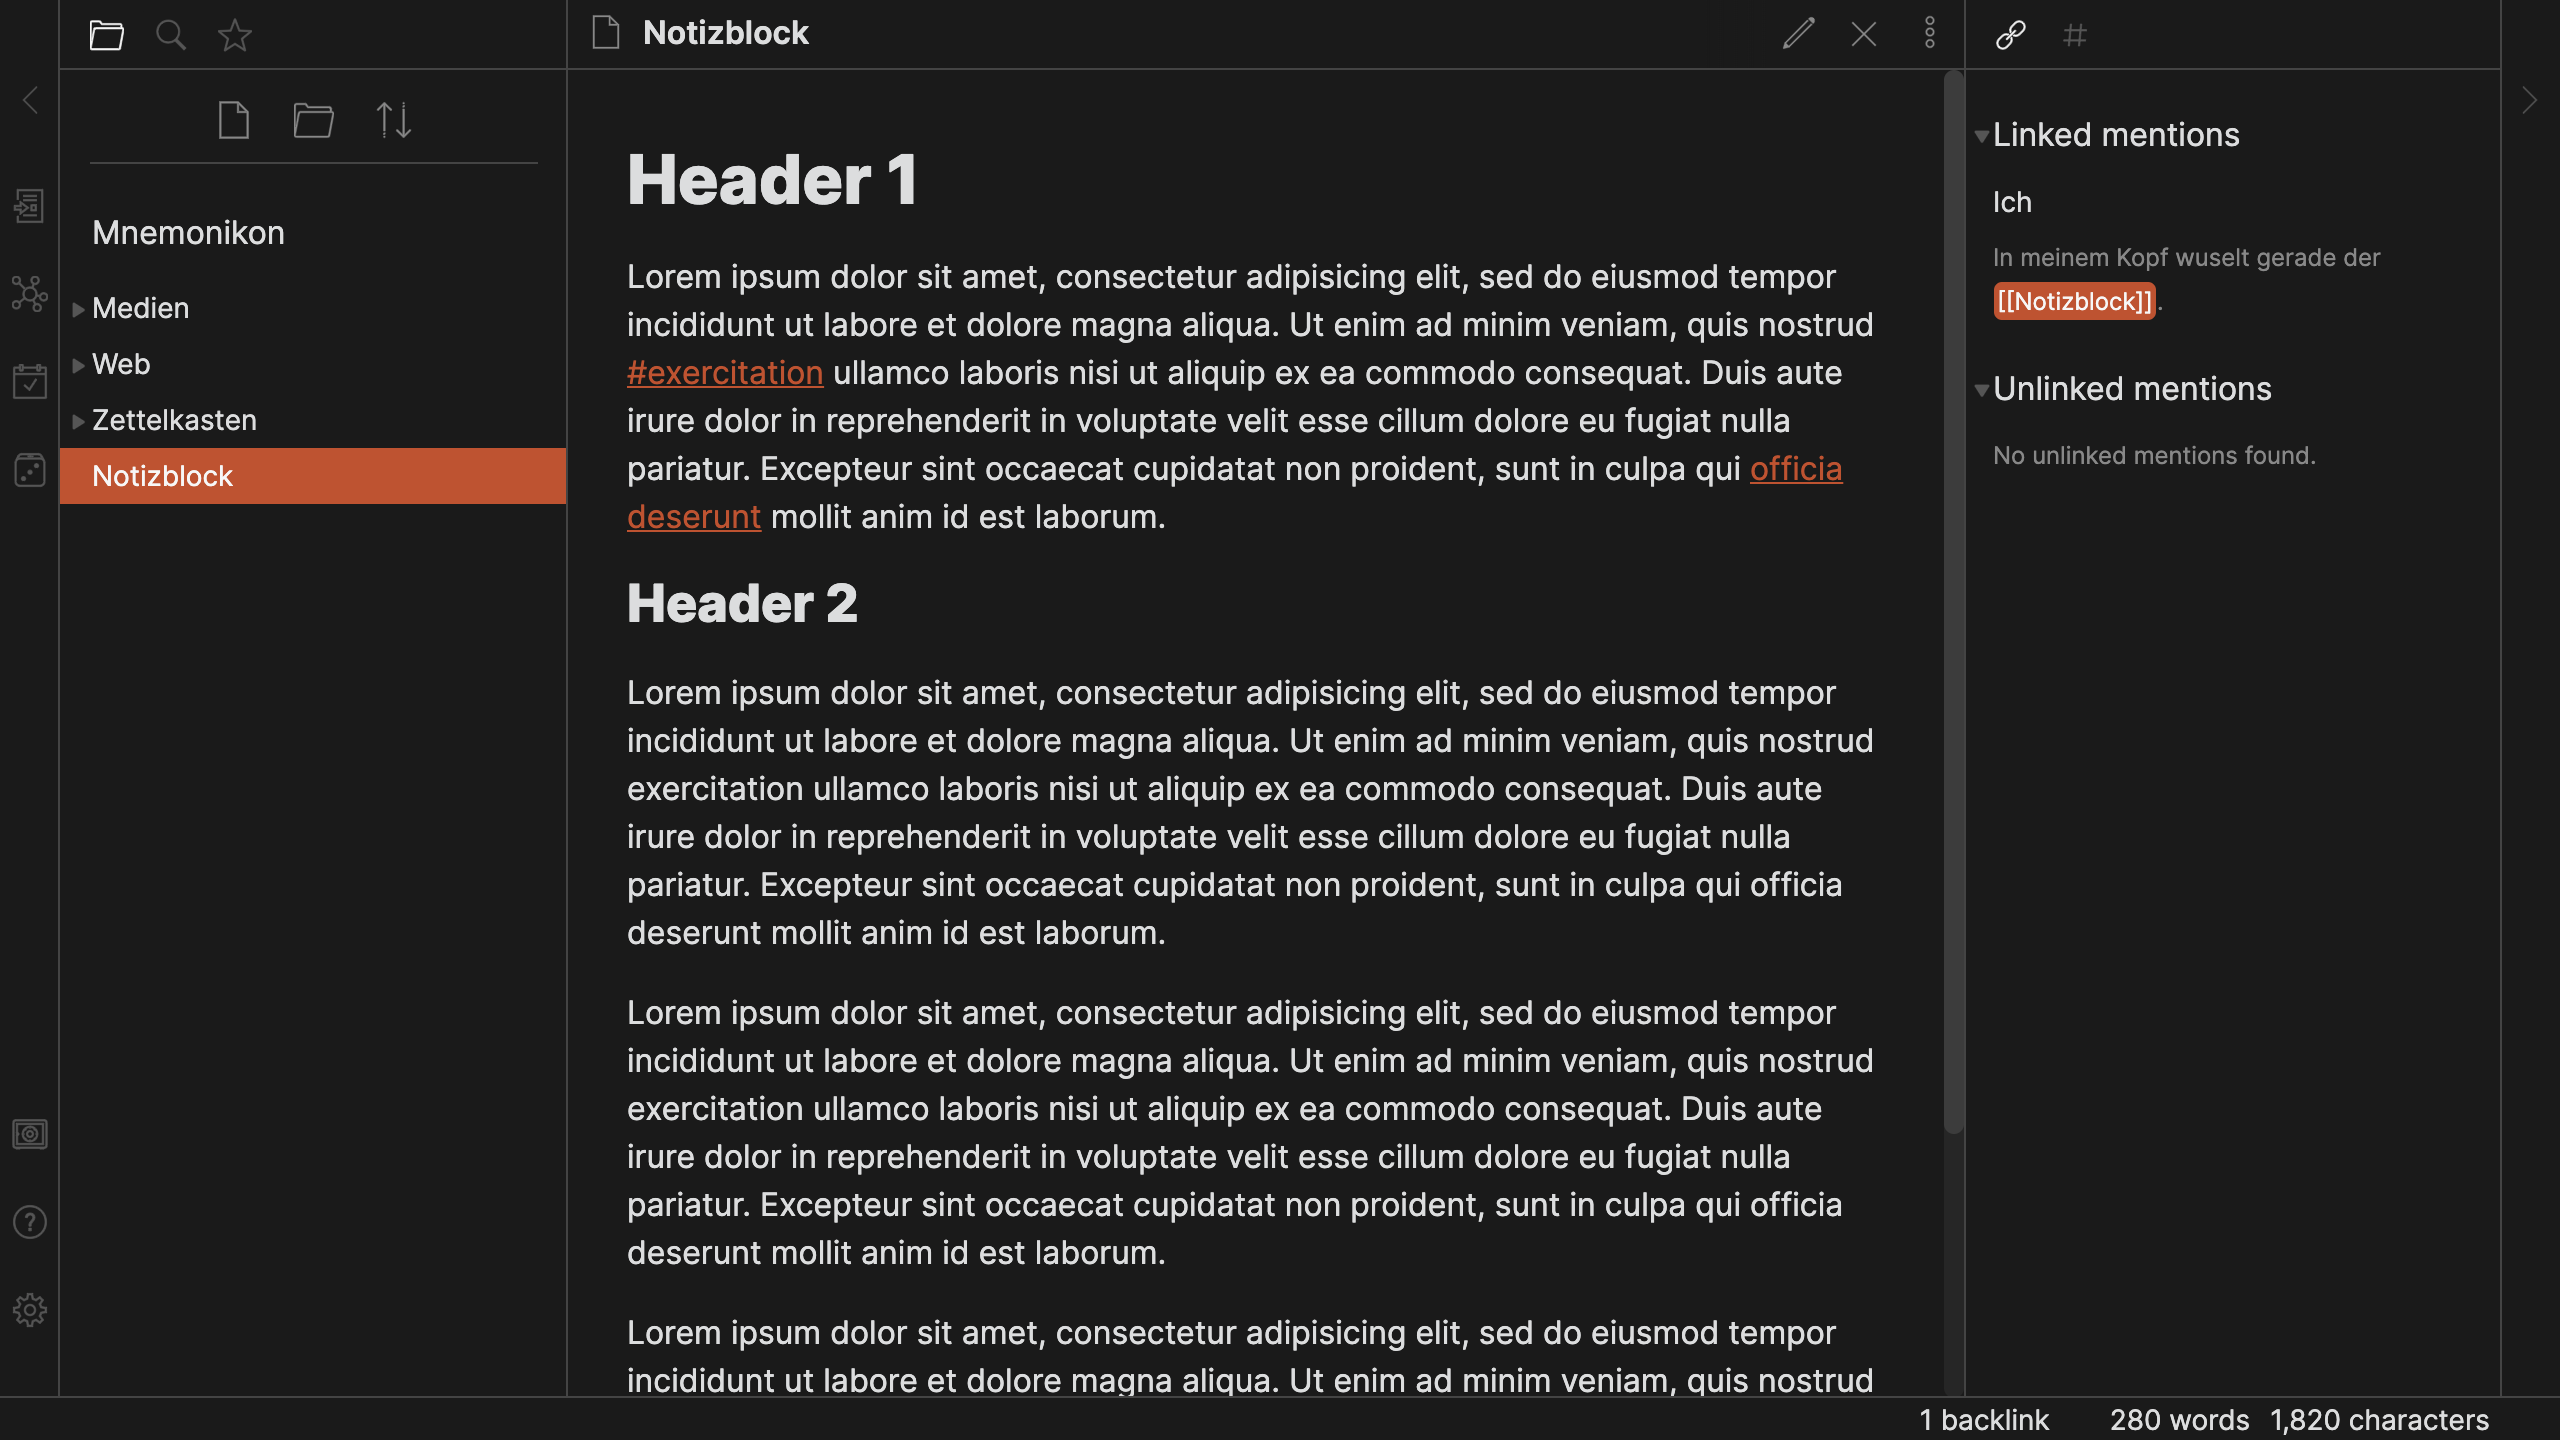 Mnemonikon
Medien
Web
Zettelkasten
Notizblock
Notizblock
Header 1
Lorem ipsum dolor sit amet, consectetur adipisicing elit, sed do eiusmod tempor
incididunt ut labore et dolore magna aliqua. Ut enim ad minim veniam, quis nostrud
#exercitation ullamco laboris nisi ut aliquip ex ea commodo consequat. Duis aute
irure dolor in reprehenderit in voluptate velit esse cillum dolore eu fugiat nulla
pariatur. Excepteur sint occaecat cupidatat non proident, sunt in culpa qui officia
deserunt mollit anim id est laborum.
Header 2
Lorem ipsum dolor sit amet, consectetur adipisicing elit, sed do eiusmod tempor
incididunt ut labore et dolore magna aliqua. Ut enim ad minim veniam, quis nostrud
exercitation ullamco laboris nisi ut aliquip ex ea commodo consequat. Duis aute
irure dolor in reprehenderit in voluptate velit esse cillum dolore eu fugiat nulla
pariatur. Excepteur sint occaecat cupidatat non proident, sunt in culpa qui officia
deserunt mollit anim id est laborum.
Lorem ipsum dolor sit amet, consectetur adipisicing elit, sed do eiusmod tempor
incididunt ut labore et dolore magna aliqua. Ut enim ad minim veniam, quis nostrud
exercitation ullamco laboris nisi ut aliquip ex ea commodo consequat. Duis aute
irure dolor in reprehenderit in voluptate velit esse cillum dolore eu fugiat nulla
pariatur. Excepteur sint occaecat cupidatat non proident, sunt in culpa qui officia
deserunt mollit anim id est laborum.
Lorem ipsum dolor sit amet, consectetur adipisicing elit, sed do eiusmod tempor
incididunt ut labore et dolore magna aliqua. Ut enim ad minim veniam, quis nostrud
Linked mentions
Ich
In meinem Kopf wuselt gerade der
[[Notizblock]].
Unlinked mentions
No unlinked mentions found.
1 backlink 280 words 1,820 characters